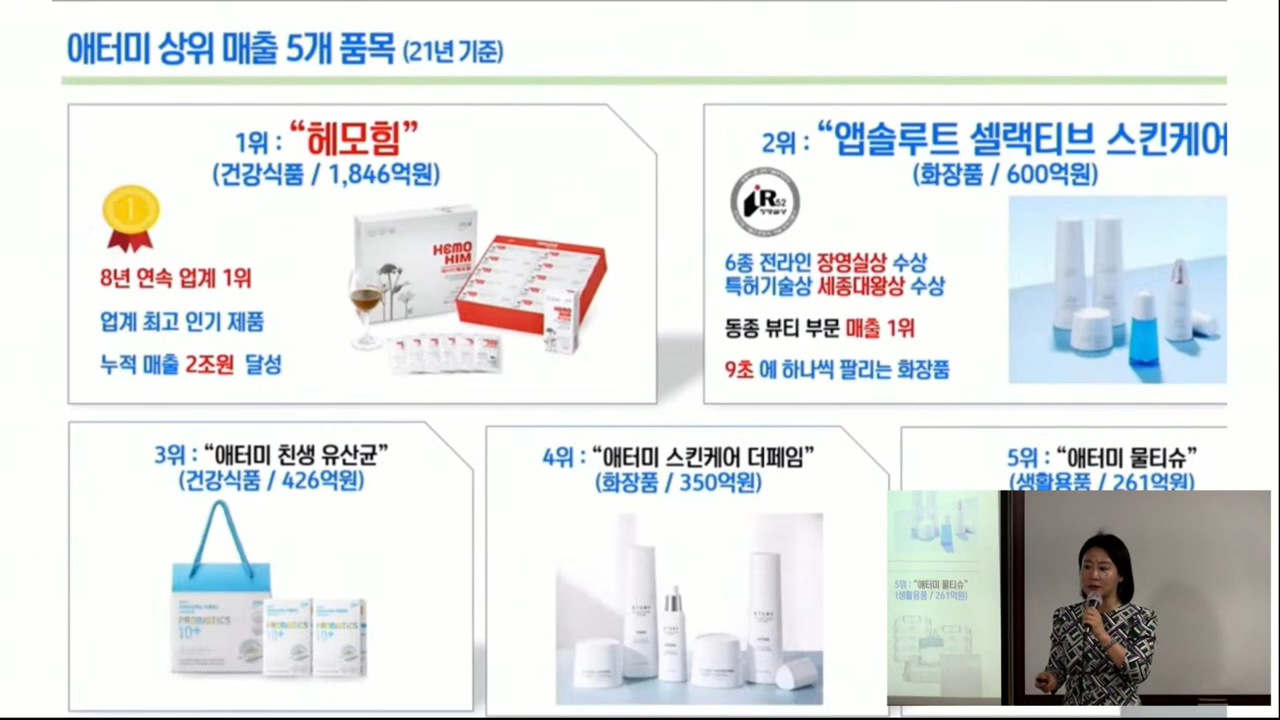 애터미 상위 매출 5개 품목 (21년 기준)
1위 : “헤모힘”
(건강식품 / 1,846억원)
1
8년 연속 업계 1위
업계 최고 인기 제품
누적 매출 2조원 달성
HEMO
HIM
2위 : “앱솔루트 셀랙티브 스킨케어
(화장품 / 600억원)
iR52
장영실상
6종 전라인 장영실상 수상
특허기술상 세종대왕상 수상
동종 뷰티 부문 매출 1위
9초 에 하나씩 팔리는 화장품
3위 : “애터미 친생 유산균”
(건강식품 / 426억원)
PROBIOTICS
10+
4위 : “애터미 스킨케어 더페임”
(화장품 / 350억원)
5위 : “애터미 물티슈”
(생활용품 / 261억원)
5위 : “애터미 물티슈”
(생활용품 / 261억원)